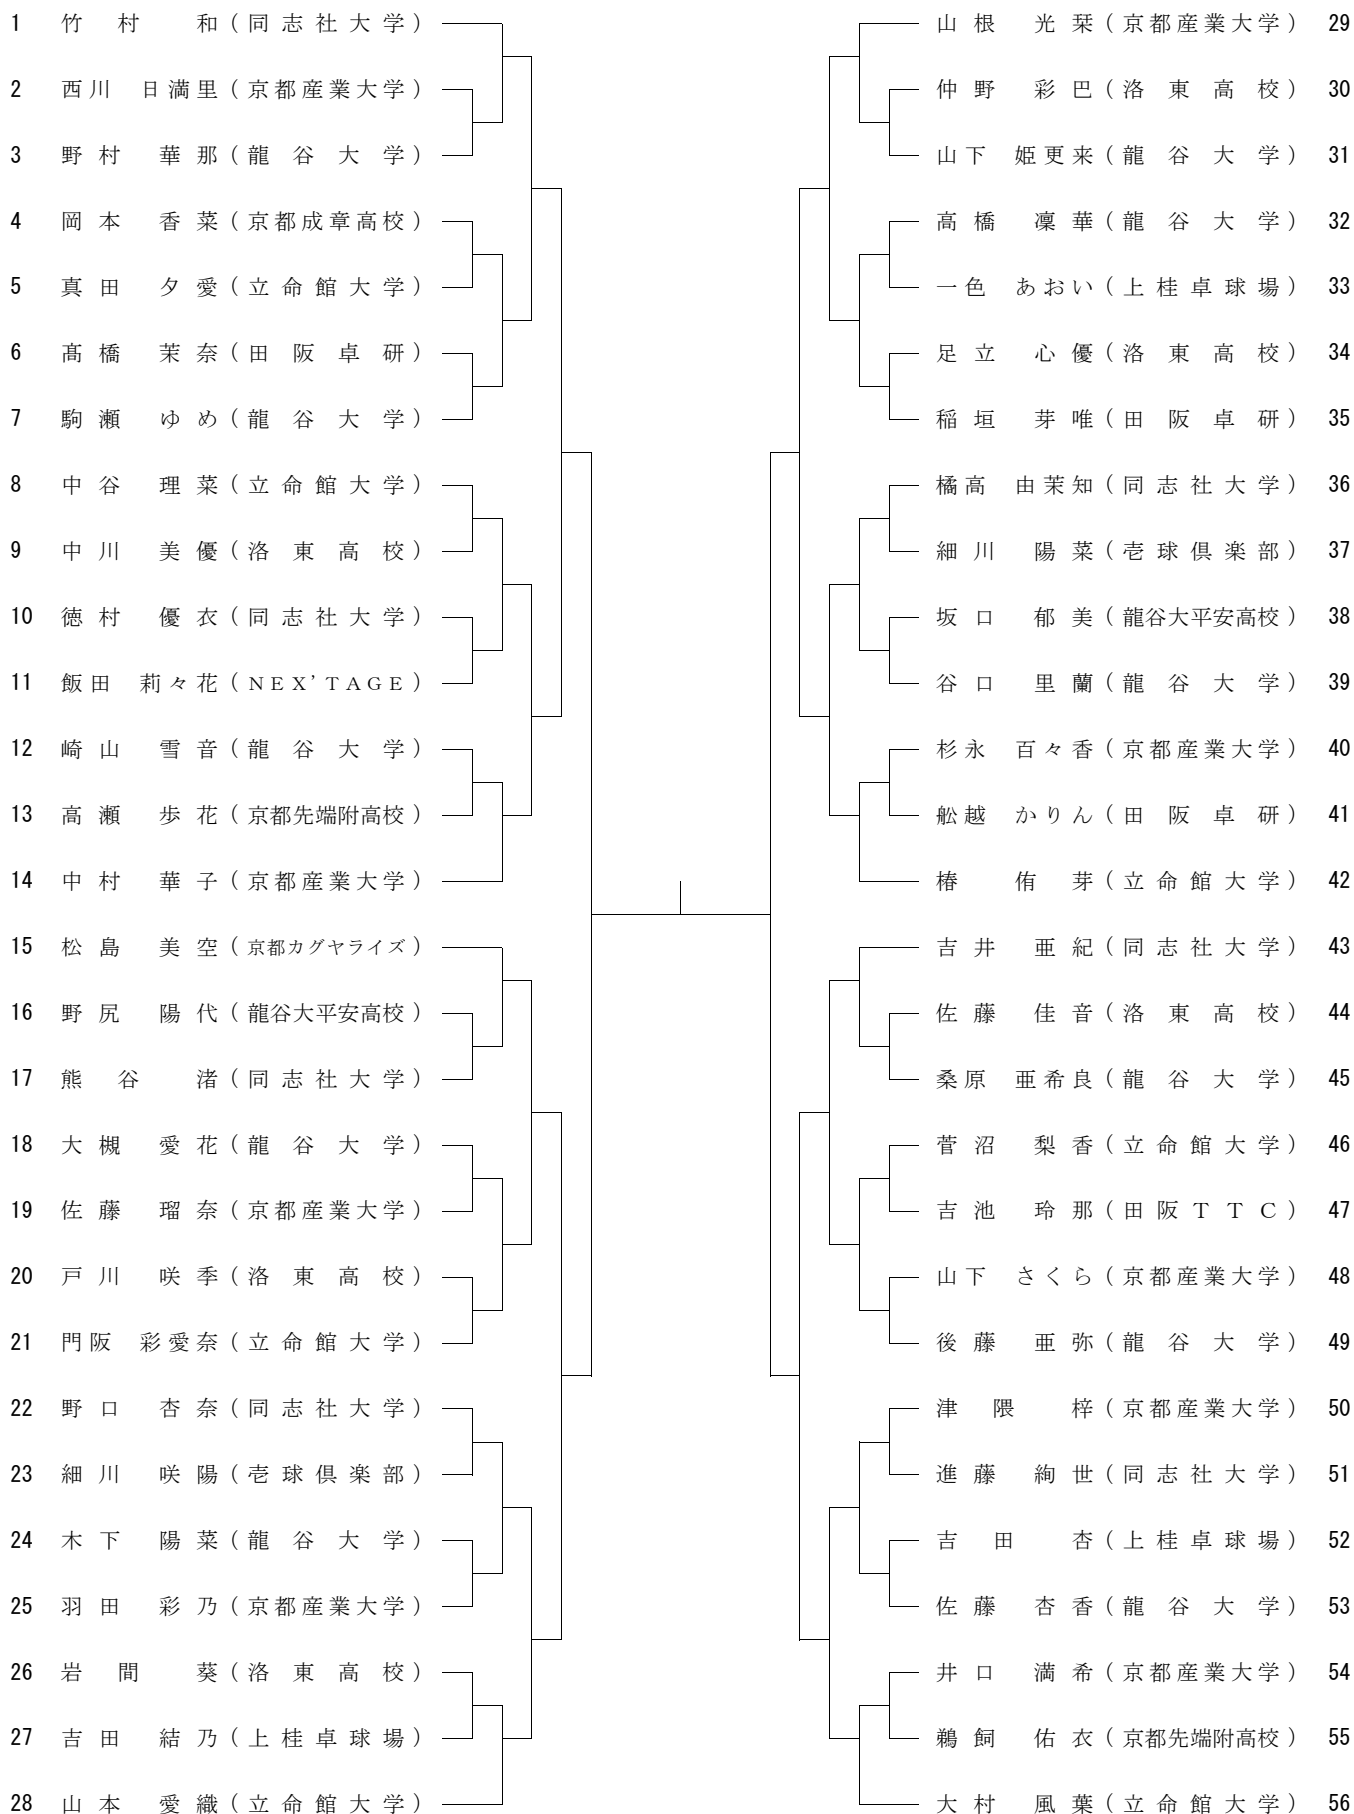 1 竹村 和(同志社大学)
2 西川 日満里(京都産業大学)
3 野村 華那(龍谷大学)
4 岡本 香菜(京都成章高校)
5 真田 夕愛(立命館大学)
6 髙橋 茉奈(田阪卓研)
7 駒瀬 ゆめ(龍谷大学)
8 中谷 理菜(立命館大学)
9 中川 美優(洛東高校)
10 徳村 優衣(同志社大学)
11 飯田 莉々花(NEX'TAGE)
12 崎山 雪音(龍谷大学)
13 高瀬 歩花(京都先端附高校)
14 中村 華子(京都産業大学)
15 松島 美空(京都カグヤライズ)
16 野尻 陽代(龍谷大平安高校)
17 熊谷 渚(同志社大学)
18 大槻 愛花(龍谷大学)
19 佐藤 瑠奈(京都産業大学)
20 戸川 咲季(洛東高校)
21 門阪 彩愛奈(立命館大学)
22 野口 杏奈(同志社大学)
23 細川 咲陽(壱球倶楽部)
24 木下 陽菜(龍谷大学)
25 羽田 彩乃(京都産業大学)
26 岩間 葵(洛東高校)
27 吉田 結乃(上桂卓球場)
28 山本 愛織(立命館大学)
山根 光栞(京都産業大学) 29
仲野 彩巴(洛東高校) 30
山下 姫更来(龍谷大学) 31
高橋 凜華(龍谷大学) 32
一色 あおい(上桂卓球場) 33
足立 心優(洛東高校) 34
稲垣 芽唯(田阪卓研) 35
橘高 由茉知(同志社大学) 36
細川 陽菜(壱球倶楽部) 37
坂口 郁美(龍谷大平安高校) 38
谷口 里蘭(龍谷大学) 39
杉永 百々香(京都産業大学) 40
舩越 かりん(田阪卓研) 41
椿 侑芽(立命館大学) 42
吉井 亜紀(同志社大学) 43
佐藤 佳音(洛東高校) 44
桑原 亜希良(龍谷大学) 45
菅沼 梨香(立命館大学) 46
吉池 玲那(田阪TTC) 47
山下 さくら(京都産業大学) 48
後藤 亜弥(龍谷大学) 49
津隈 梓(京都産業大学) 50
進藤 絢世(同志社大学) 51
吉田 杏(上桂卓球場) 52
佐藤 杏香(龍谷大学) 53
井口 満希(京都産業大学) 54
鵜飼 佑衣(京都先端附高校) 55
大村 風葉(立命館大学) 56